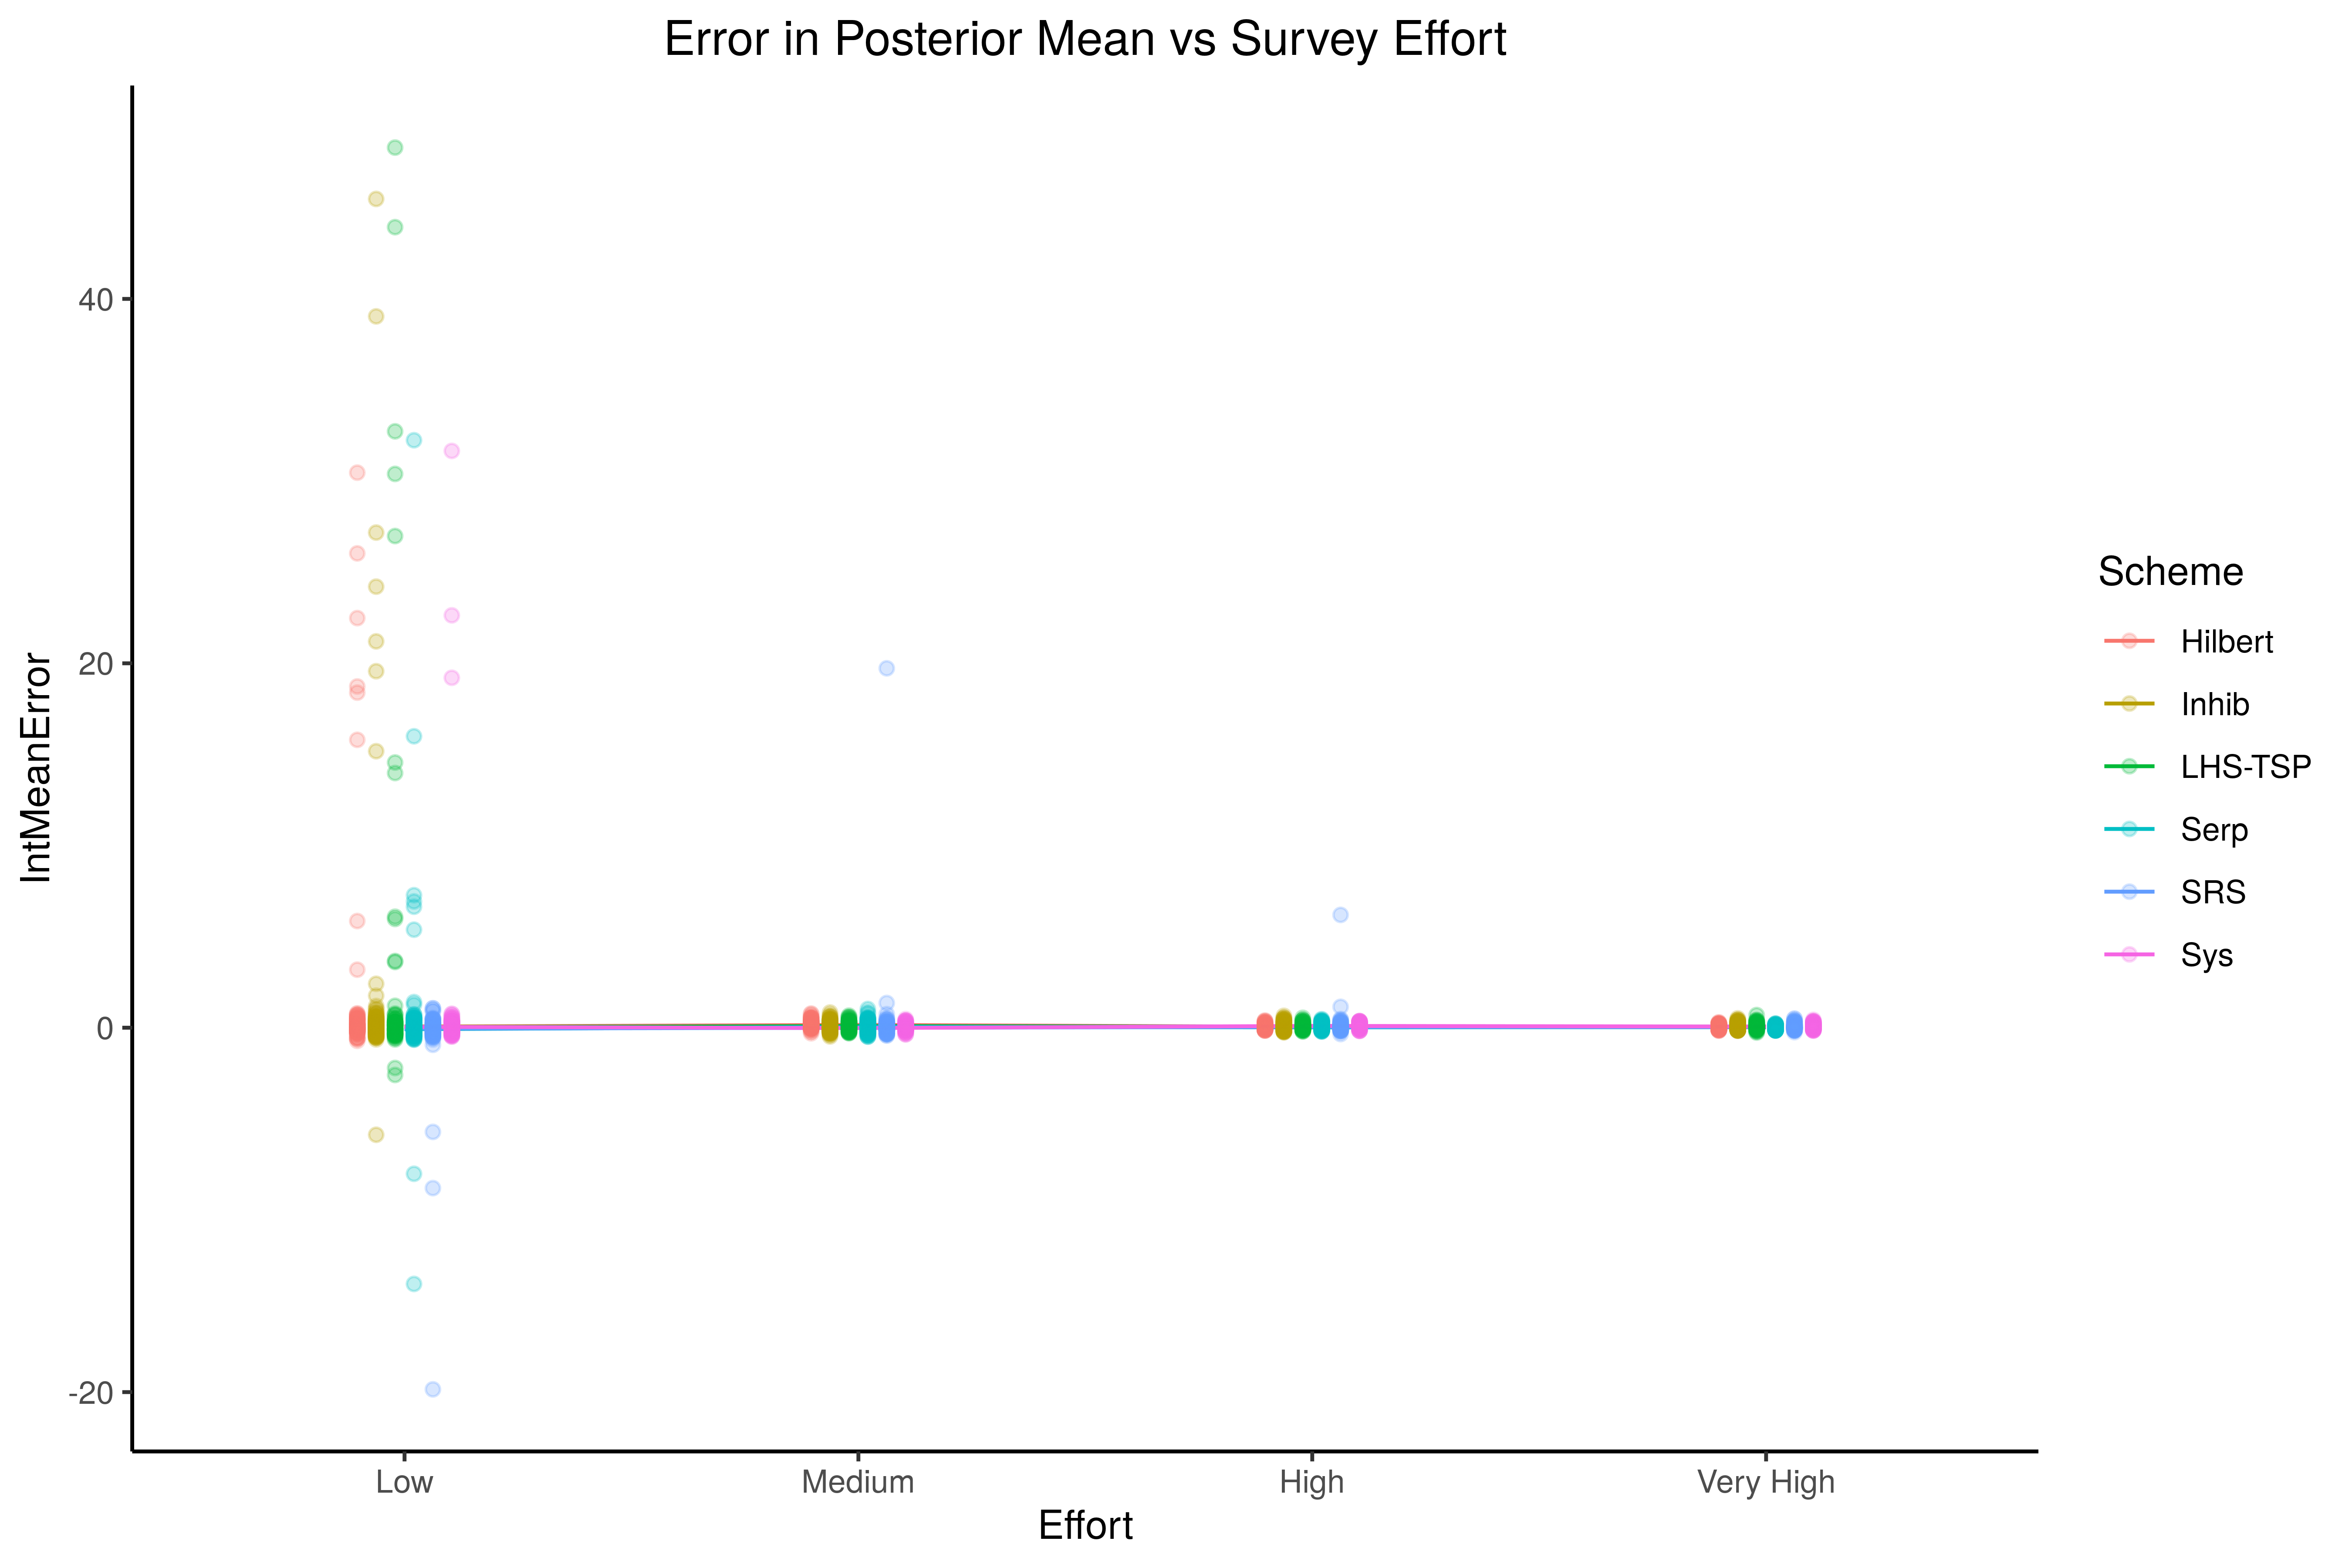 Error in Posterior Mean vs Survey Effort
IntMeanError
40
20
0
-20
Low
Medium
High
Very High
Effort
Scheme
Hilbert
Inhib
LHS-TSP
Serp
SRS
Sys